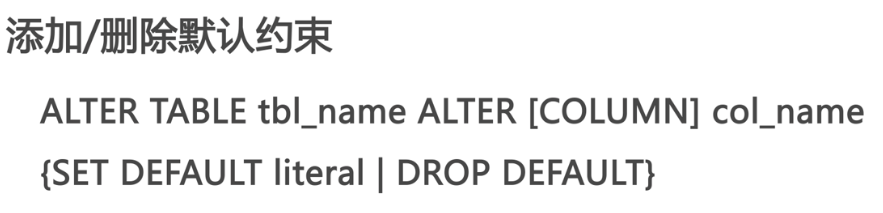 添加/删除默认约束
ALTER TABLE tbl_name ALTER [COLUMN] col_name
{SET DEFAULT literal | DROP DEFAULT}